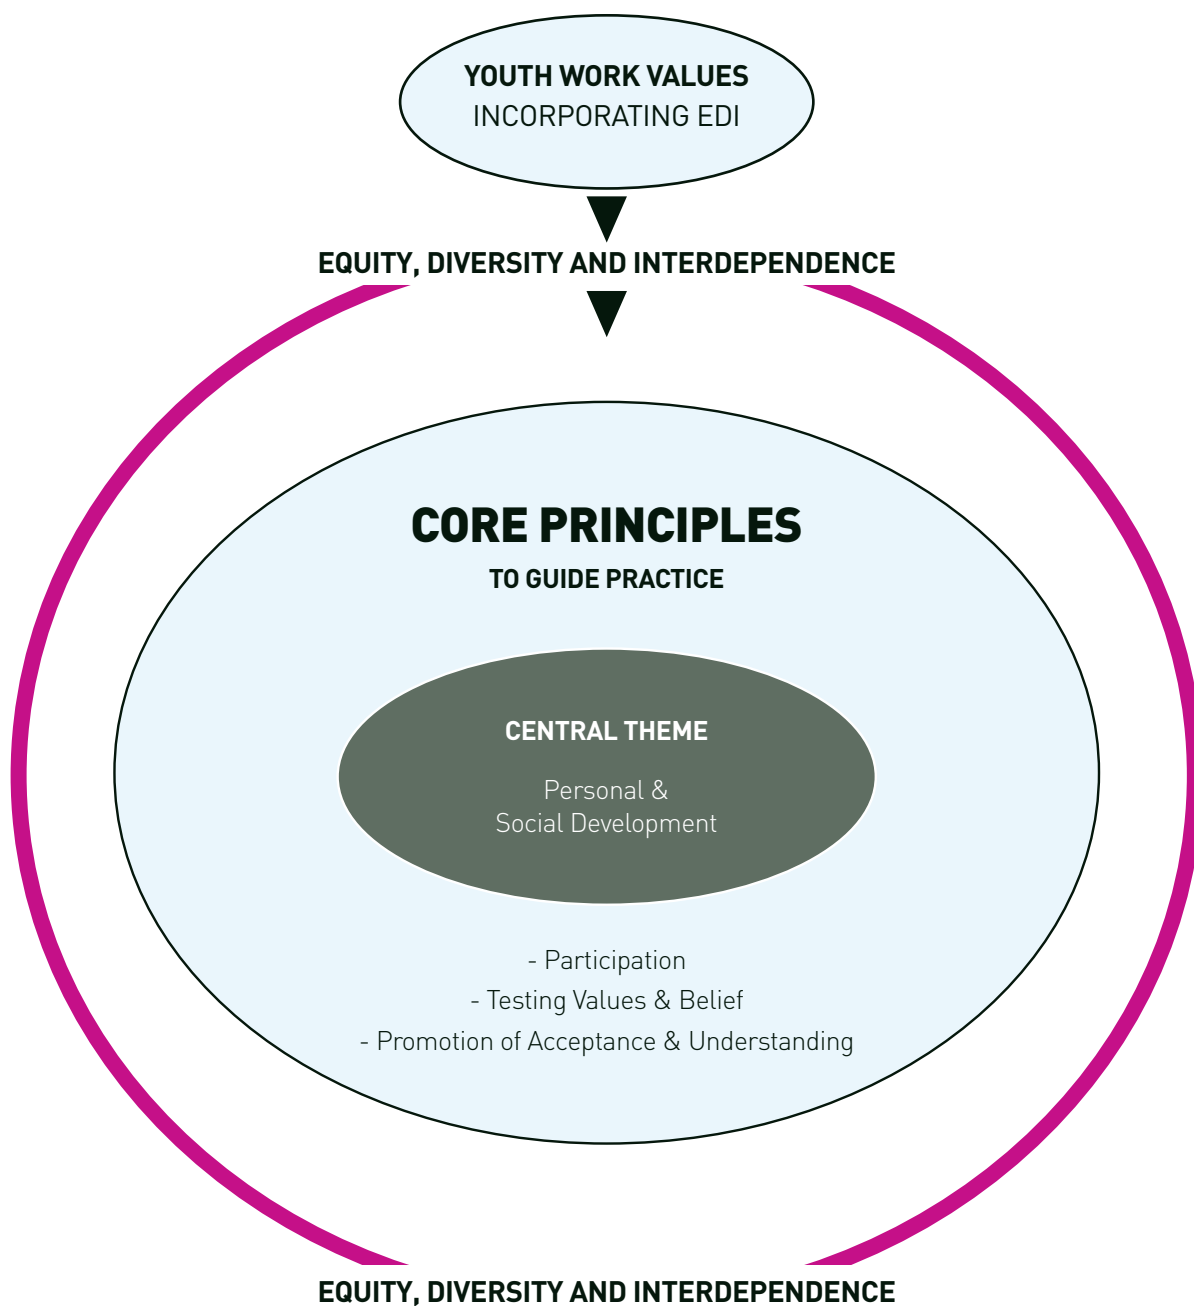 YOUTH WORK VALUES
INCORPORATING EDI
EQUITY, DIVERSITY AND INTERDEPENDENCE
CORE PRINCIPLES
TO GUIDE PRACTICE
CENTRAL THEME
Personal &
Social Development
- Participation
- Testing Values & Belief
- Promotion of Acceptance & Understanding
EQUITY, DIVERSITY AND INTERDEPENDENCE